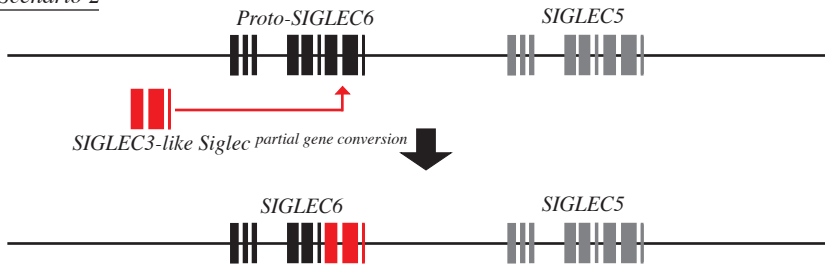 Scenario 2
Proto-SIGLEC6 SIGLEC5
SIGLEC3-like Siglec partial gene conversion
SIGLEC6 SIGLEC5